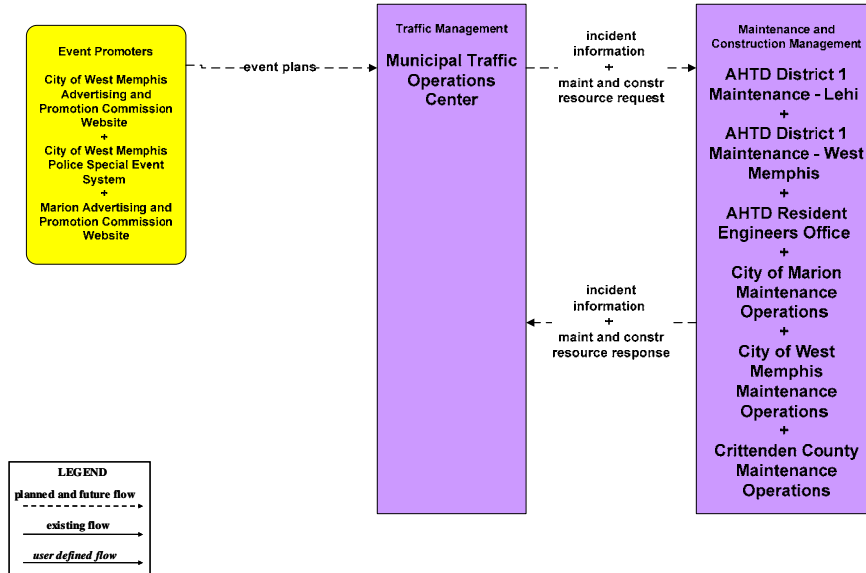 Event Promoters
City of West Memphis
Advertising and
Promotion Commission
Website
+
City of West Memphis
Police Special Event
System
+
Marion Advertising and
Promotion Commission
Website
event plans
Traffic Management
Municipal Traffic
Operations
Center
incident
information
+
maint and constr
resource request
incident
information
+
maint and constr
resource response
Maintenance and
Construction Management
AHTD District 1
Maintenance - Lehi
+
AHTD District 1
Maintenance - West
Memphis
+
AHTD Resident
Engineers Office
+
City of Marion
Maintenance
Operations
+
City of West
Memphis
Maintenance
Operations
+
Crittenden County
Maintenance
Operations
LEGEND
planned and future flow
existing flow
user defined flow